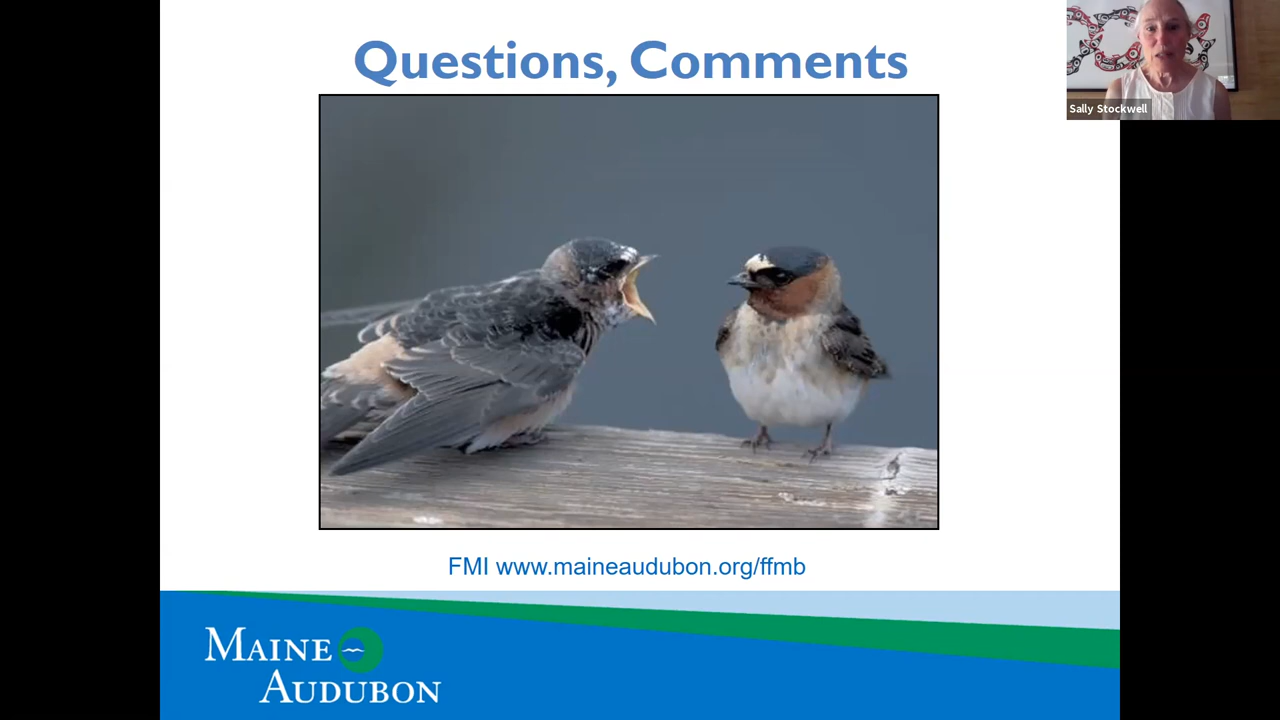 Questions, Comments
Sally Stockwell
FMI www.maineaudubon.org/ffmb
MAINE
AUDUBON